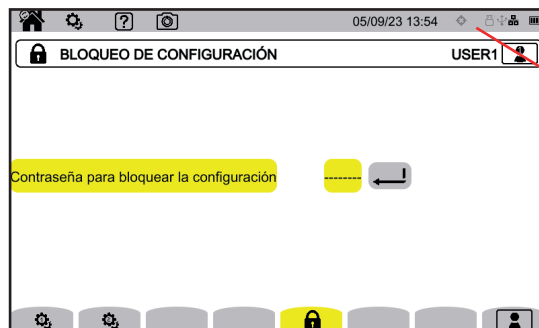 ?
05/09/23 13:54
BLOQUEO DE CONFIGURACIÓN
USER1
Contraseña para bloquear la configuración
--------